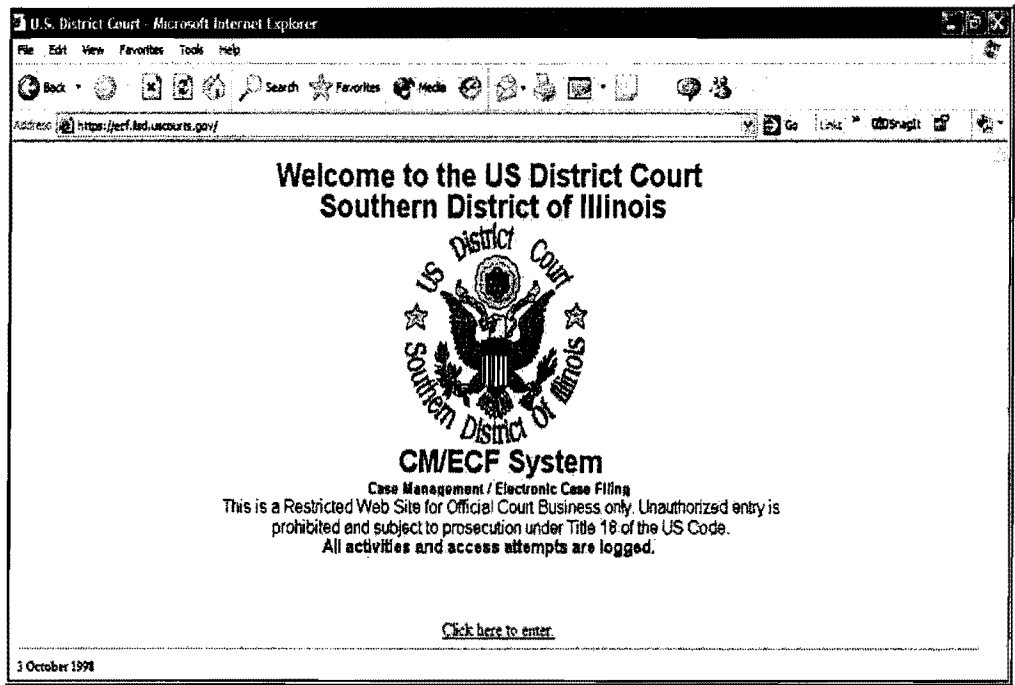 U.S. District Court - Microsoft Internet Explorer
File Edit View Favorites Tools Help
Back Search Favorites Media
Address https://ecf.ilsd.uscourts.gov/ Go Links » SnagIt
Welcome to the US District Court
Southern District of Illinois
US District Court
Southern District Of Illinois
CM/ECF System
Case Management / Electronic Case Filing
This is a Restricted Web Site for Official Court Business only. Unauthorized entry is
prohibited and subject to prosecution under Title 18 of the US Code.
All activities and access attempts are logged.
Click here to enter.
3 October 1998